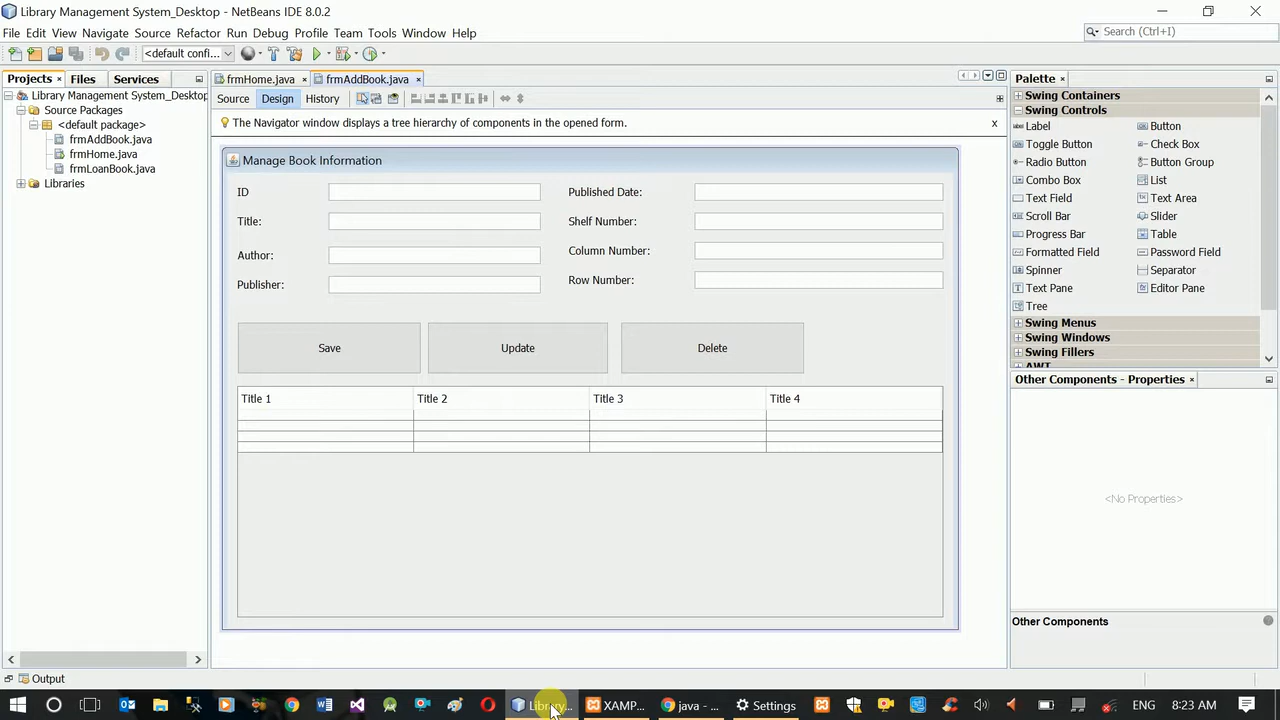 Library Management System_Desktop - NetBeans IDE 8.0.2
File Edit View Navigate Source Refactor Run Debug Profile Team Tools Window Help
Search (Ctrl+I)
<default confi...
Projects
Files
Services
frmHome.java
frmAddBook.java
Palette
Source
Design
History
The Navigator window displays a tree hierarchy of components in the opened form.
Library Management System_Desktop
Source Packages
<default package>
frmAddBook.java
frmHome.java
frmLoanBook.java
Libraries
Manage Book Information
ID
Published Date:
Title:
Shelf Number:
Author:
Column Number:
Publisher:
Row Number:
Save
Update
Delete
Title 1
Title 2
Title 3
Title 4
Swing Containers
Swing Controls
Label
Button
Toggle Button
Check Box
Radio Button
Button Group
Combo Box
List
Text Field
Text Area
Scroll Bar
Slider
Progress Bar
Table
Formatted Field
Password Field
Spinner
Separator
Text Pane
Editor Pane
Tree
Swing Menus
Swing Windows
Swing Fillers
AWT
Other Components - Properties
<No Properties>
Other Components
Output
Library...
XAMP...
java - ...
Settings
ENG
8:23 AM